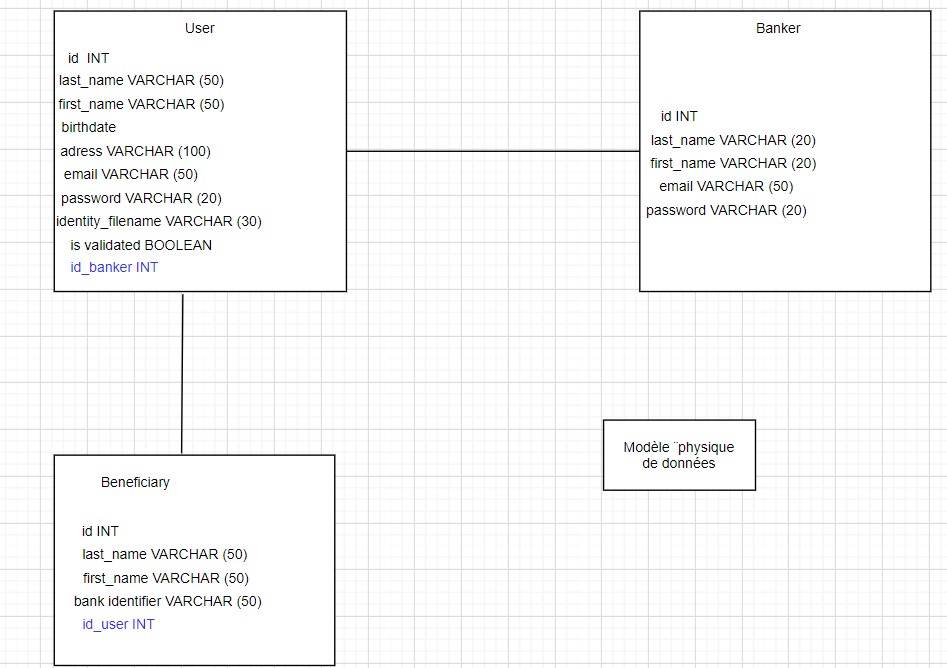 User
id INT
last_name VARCHAR (50)
first_name VARCHAR (50)
birthdate
adress VARCHAR (100)
email VARCHAR (50)
password VARCHAR (20)
identity_filename VARCHAR (30)
is validated BOOLEAN
id_banker INT
Banker
id INT
last_name VARCHAR (20)
first_name VARCHAR (20)
email VARCHAR (50)
password VARCHAR (20)
Beneficiary
id INT
last_name VARCHAR (50)
first_name VARCHAR (50)
bank identifier VARCHAR (50)
id_user INT
Modèle ¨physique
de données